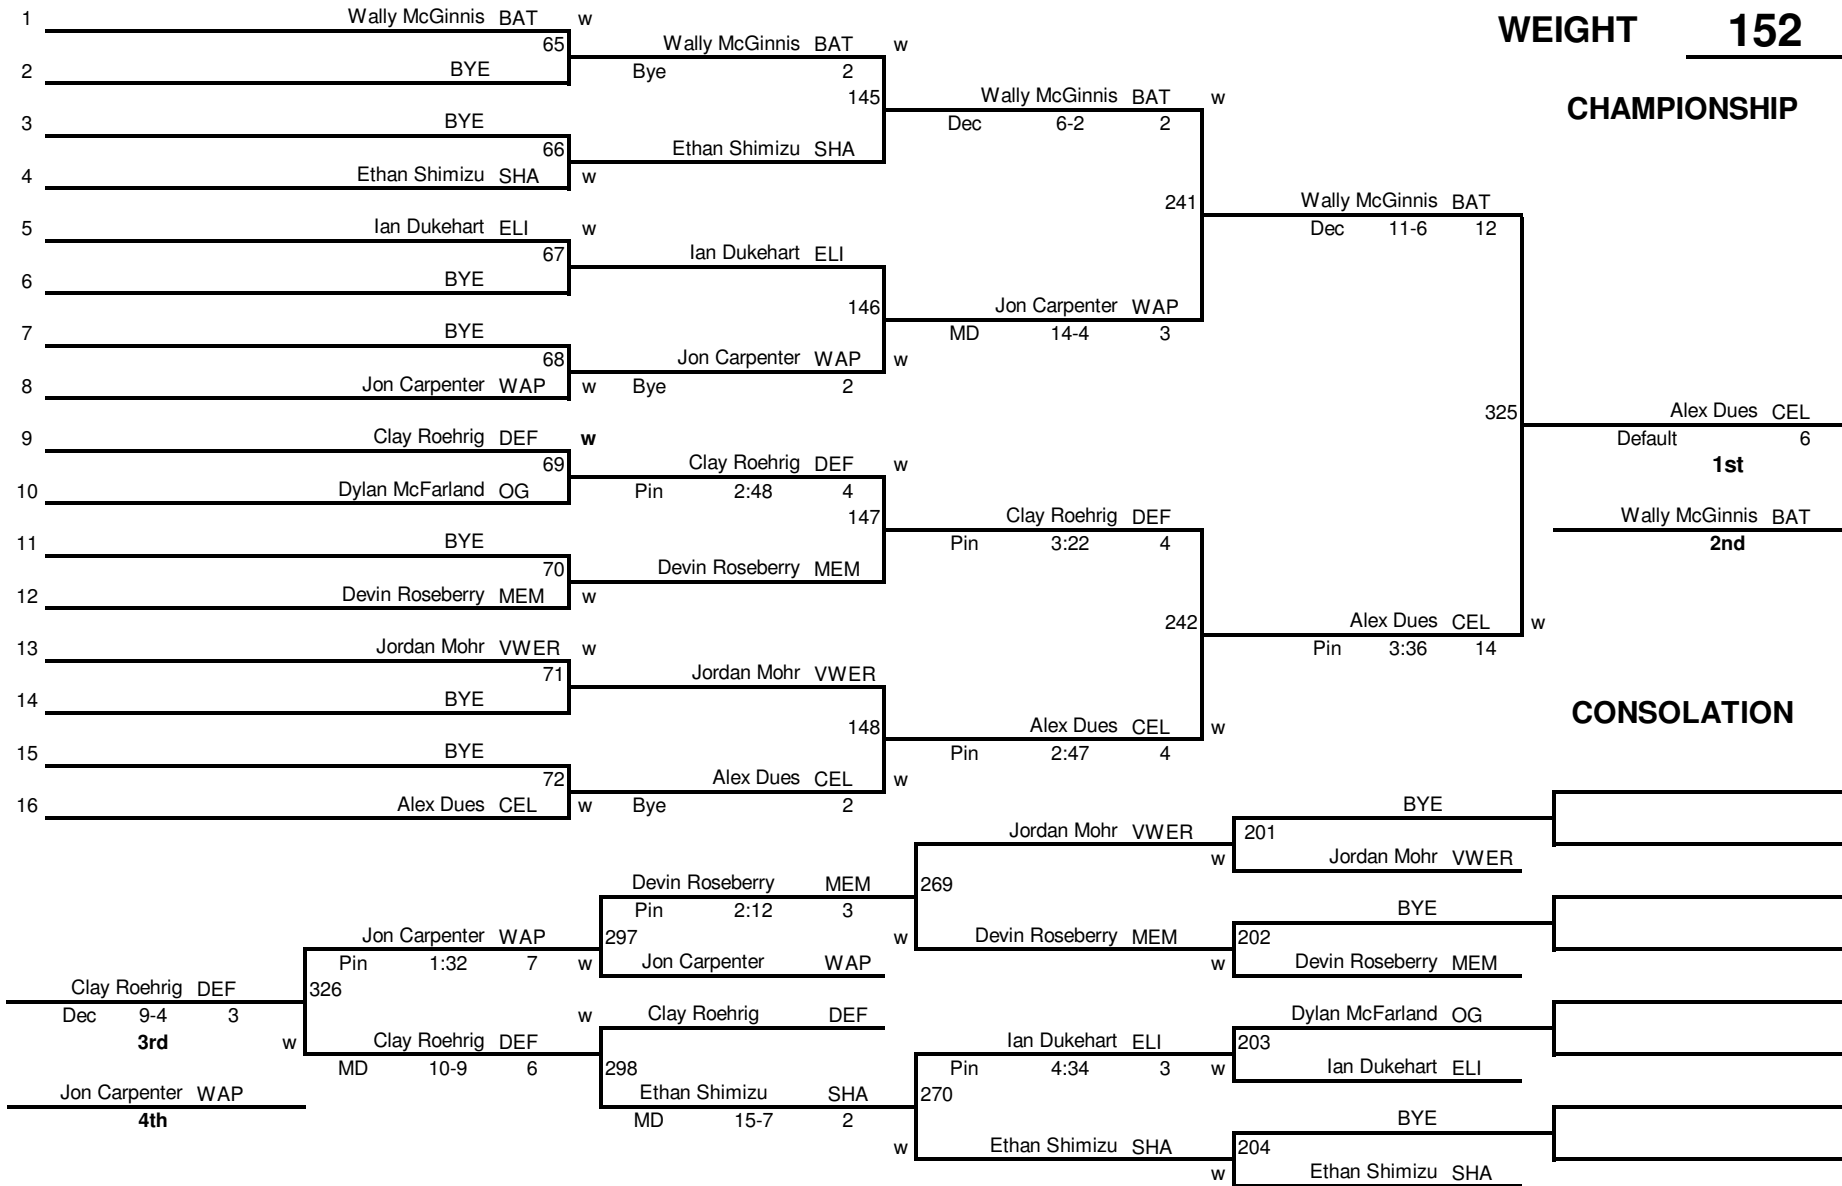 WEIGHT 152
CHAMPIONSHIP
1 Wally McGinnis BAT w
65
2 BYE
Wally McGinnis BAT w
Bye 2
145
3 BYE
66
4 Ethan Shimizu SHA w
Ethan Shimizu SHA
Wally McGinnis BAT w
Dec 6-2 2
241
5 Ian Dukehart ELI w
67
6 BYE
Ian Dukehart ELI
146
7 BYE
68
8 Jon Carpenter WAP w
Jon Carpenter WAP w
Bye 2
Jon Carpenter WAP
MD 14-4 3
Wally McGinnis BAT
Dec 11-6 12
325
9 Clay Roehrig DEF w
69
10 Dylan McFarland OG
Clay Roehrig DEF w
Pin 2:48 4
147
11 BYE
70
12 Devin Roseberry MEM w
Devin Roseberry MEM
Clay Roehrig DEF
Pin 3:22 4
242
13 Jordan Mohr VWER w
71
14 BYE
Jordan Mohr VWER
148
15 BYE
72
16 Alex Dues CEL w
Alex Dues CEL w
Bye 2
Alex Dues CEL w
Pin 2:47 4
Alex Dues CEL w
Pin 3:36 14
Alex Dues CEL
Default 6
1st
Wally McGinnis BAT
2nd
CONSOLATION
BYE
201
w Jordan Mohr VWER
Jordan Mohr VWER
269
BYE
202
w Devin Roseberry MEM
w Devin Roseberry MEM
Devin Roseberry MEM
Pin 2:12 3
297
w Jon Carpenter WAP
Jon Carpenter WAP
Pin 1:32 7
326
Dylan McFarland OG
203
w Ian Dukehart ELI
Ian Dukehart ELI
Pin 4:34 3
270
BYE
204
w Ethan Shimizu SHA
w Ethan Shimizu SHA
w Clay Roehrig DEF
298
Ethan Shimizu SHA
MD 15-7 2
w Clay Roehrig DEF
MD 10-9 6
Clay Roehrig DEF
Dec 9-4 3
3rd
Jon Carpenter WAP
4th